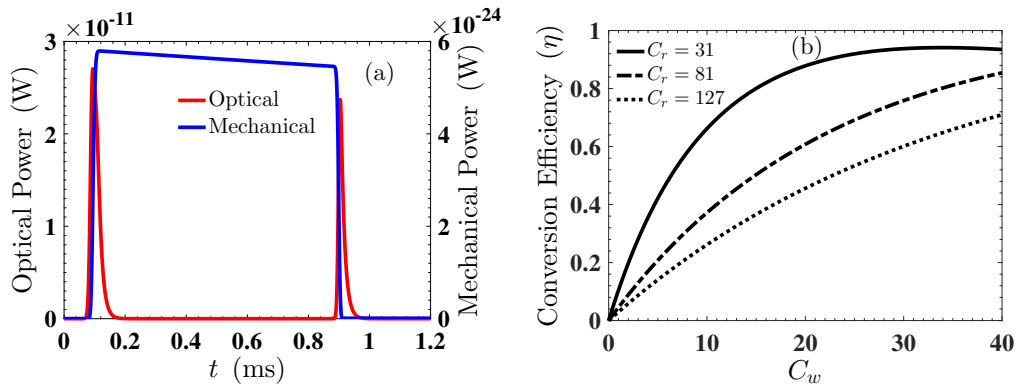 ×10⁻¹¹
×10⁻²⁴
3
2
1
0
Optical Power (W)
(a)
Optical
Mechanical
6
4
2
0
Mechanical Power (W)
0 0.2 0.4 0.6 0.8 1 1.2
t (ms)
1
0.8
0.6
0.4
0.2
0
Conversion Efficiency (η)
(b)
C_r = 31
C_r = 81
C_r = 127
0 10 20 30 40
C_w